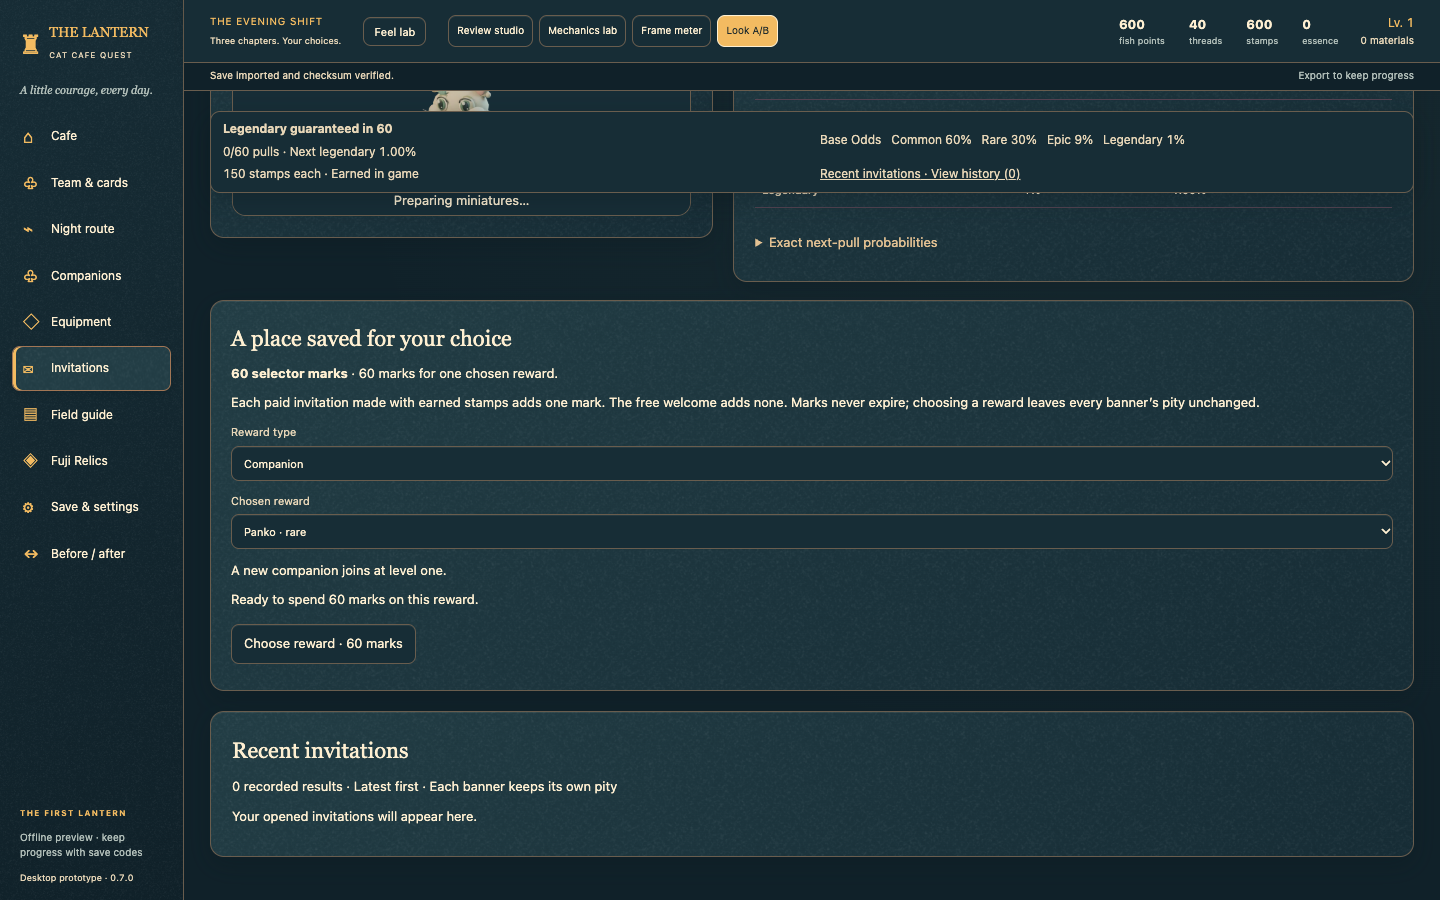 THE LANTERN
CAT CAFE QUEST
A little courage, every day.
Cafe
Team & cards
Night route
Companions
Equipment
Invitations
Field guide
Fuji Relics
Save & settings
Before / after
THE FIRST LANTERN
Offline preview · keep
progress with save codes
Desktop prototype · 0.7.0
THE EVENING SHIFT
Three chapters. Your choices.
Feel lab
Review studio
Mechanics lab
Frame meter
Look A/B
600
fish points
40
threads
600
stamps
0
essence
Lv. 1
0 materials
Save imported and checksum verified.
Export to keep progress
Legendary guaranteed in 60
0/60 pulls · Next legendary 1.00%
150 stamps each · Earned in game
Base Odds Common 60% Rare 30% Epic 9% Legendary 1%
Recent invitations · View history (0)
Preparing miniatures...
Exact next-pull probabilities
A place saved for your choice
60 selector marks · 60 marks for one chosen reward.
Each paid invitation made with earned stamps adds one mark. The free welcome adds none. Marks never expire; choosing a reward leaves every banner's pity unchanged.
Reward type
Companion
Chosen reward
Panko · rare
A new companion joins at level one.
Ready to spend 60 marks on this reward.
Choose reward · 60 marks
Recent invitations
0 recorded results · Latest first · Each banner keeps its own pity
Your opened invitations will appear here.